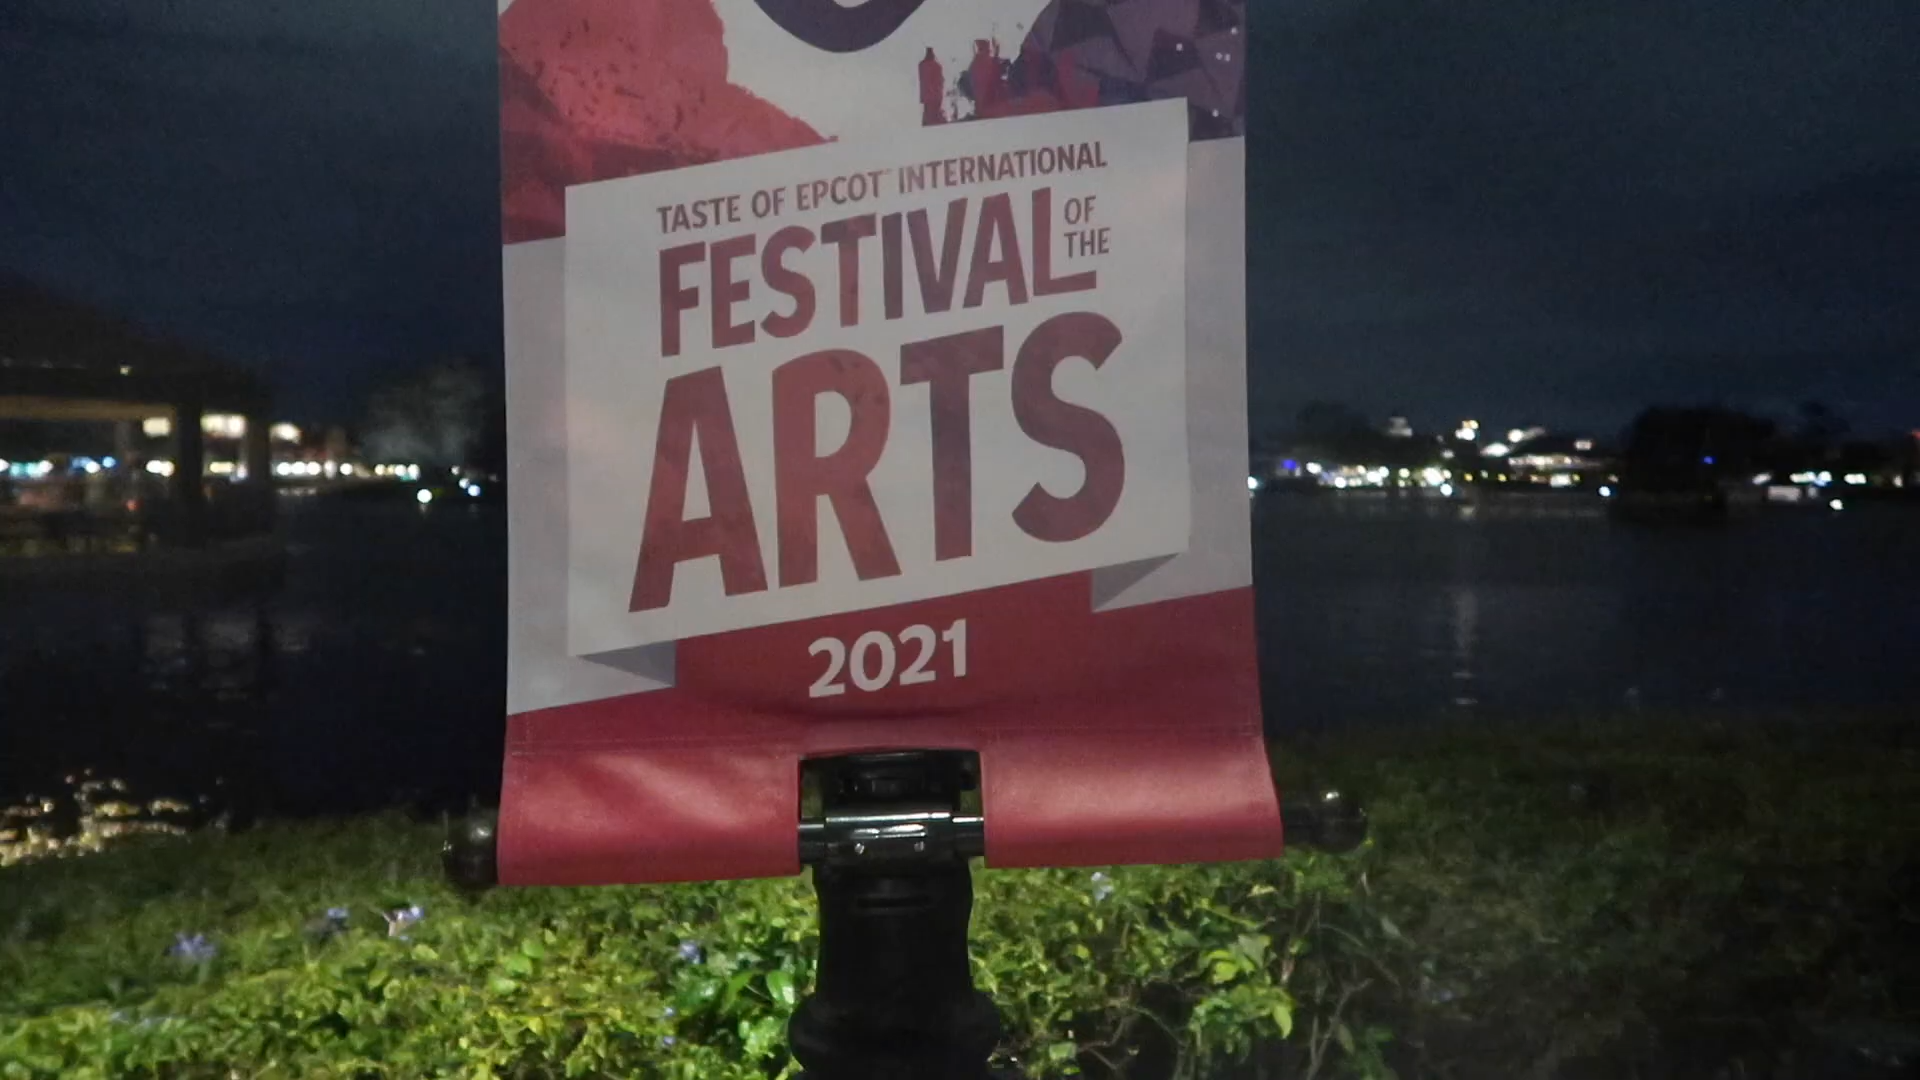 TASTE OF EPCOT INTERNATIONAL
FESTIVAL OF THE
ARTS
2021